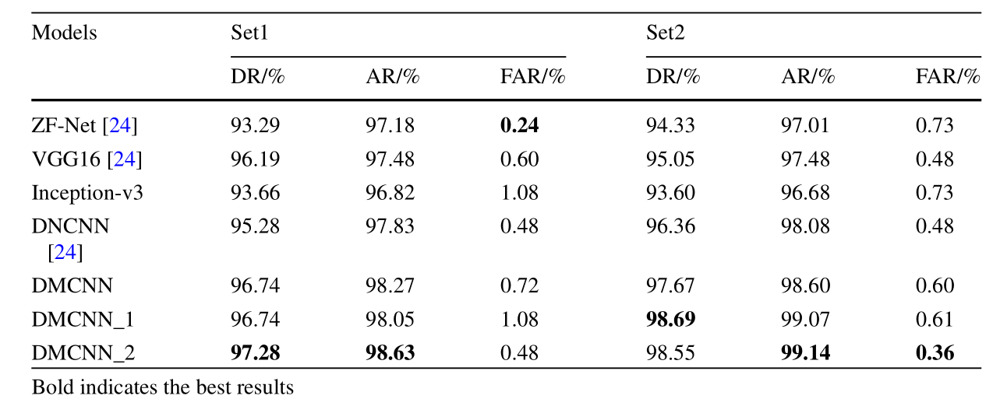 Models Set1 Set2
DR/% AR/% FAR/% DR/% AR/% FAR/%
ZF-Net [24] 93.29 97.18 0.24 94.33 97.01 0.73
VGG16 [24] 96.19 97.48 0.60 95.05 97.48 0.48
Inception-v3 93.66 96.82 1.08 93.60 96.68 0.73
DNCNN 95.28 97.83 0.48 96.36 98.08 0.48
[24]
DMCNN 96.74 98.27 0.72 97.67 98.60 0.60
DMCNN_1 96.74 98.05 1.08 98.69 99.07 0.61
DMCNN_2 97.28 98.63 0.48 98.55 99.14 0.36
Bold indicates the best results